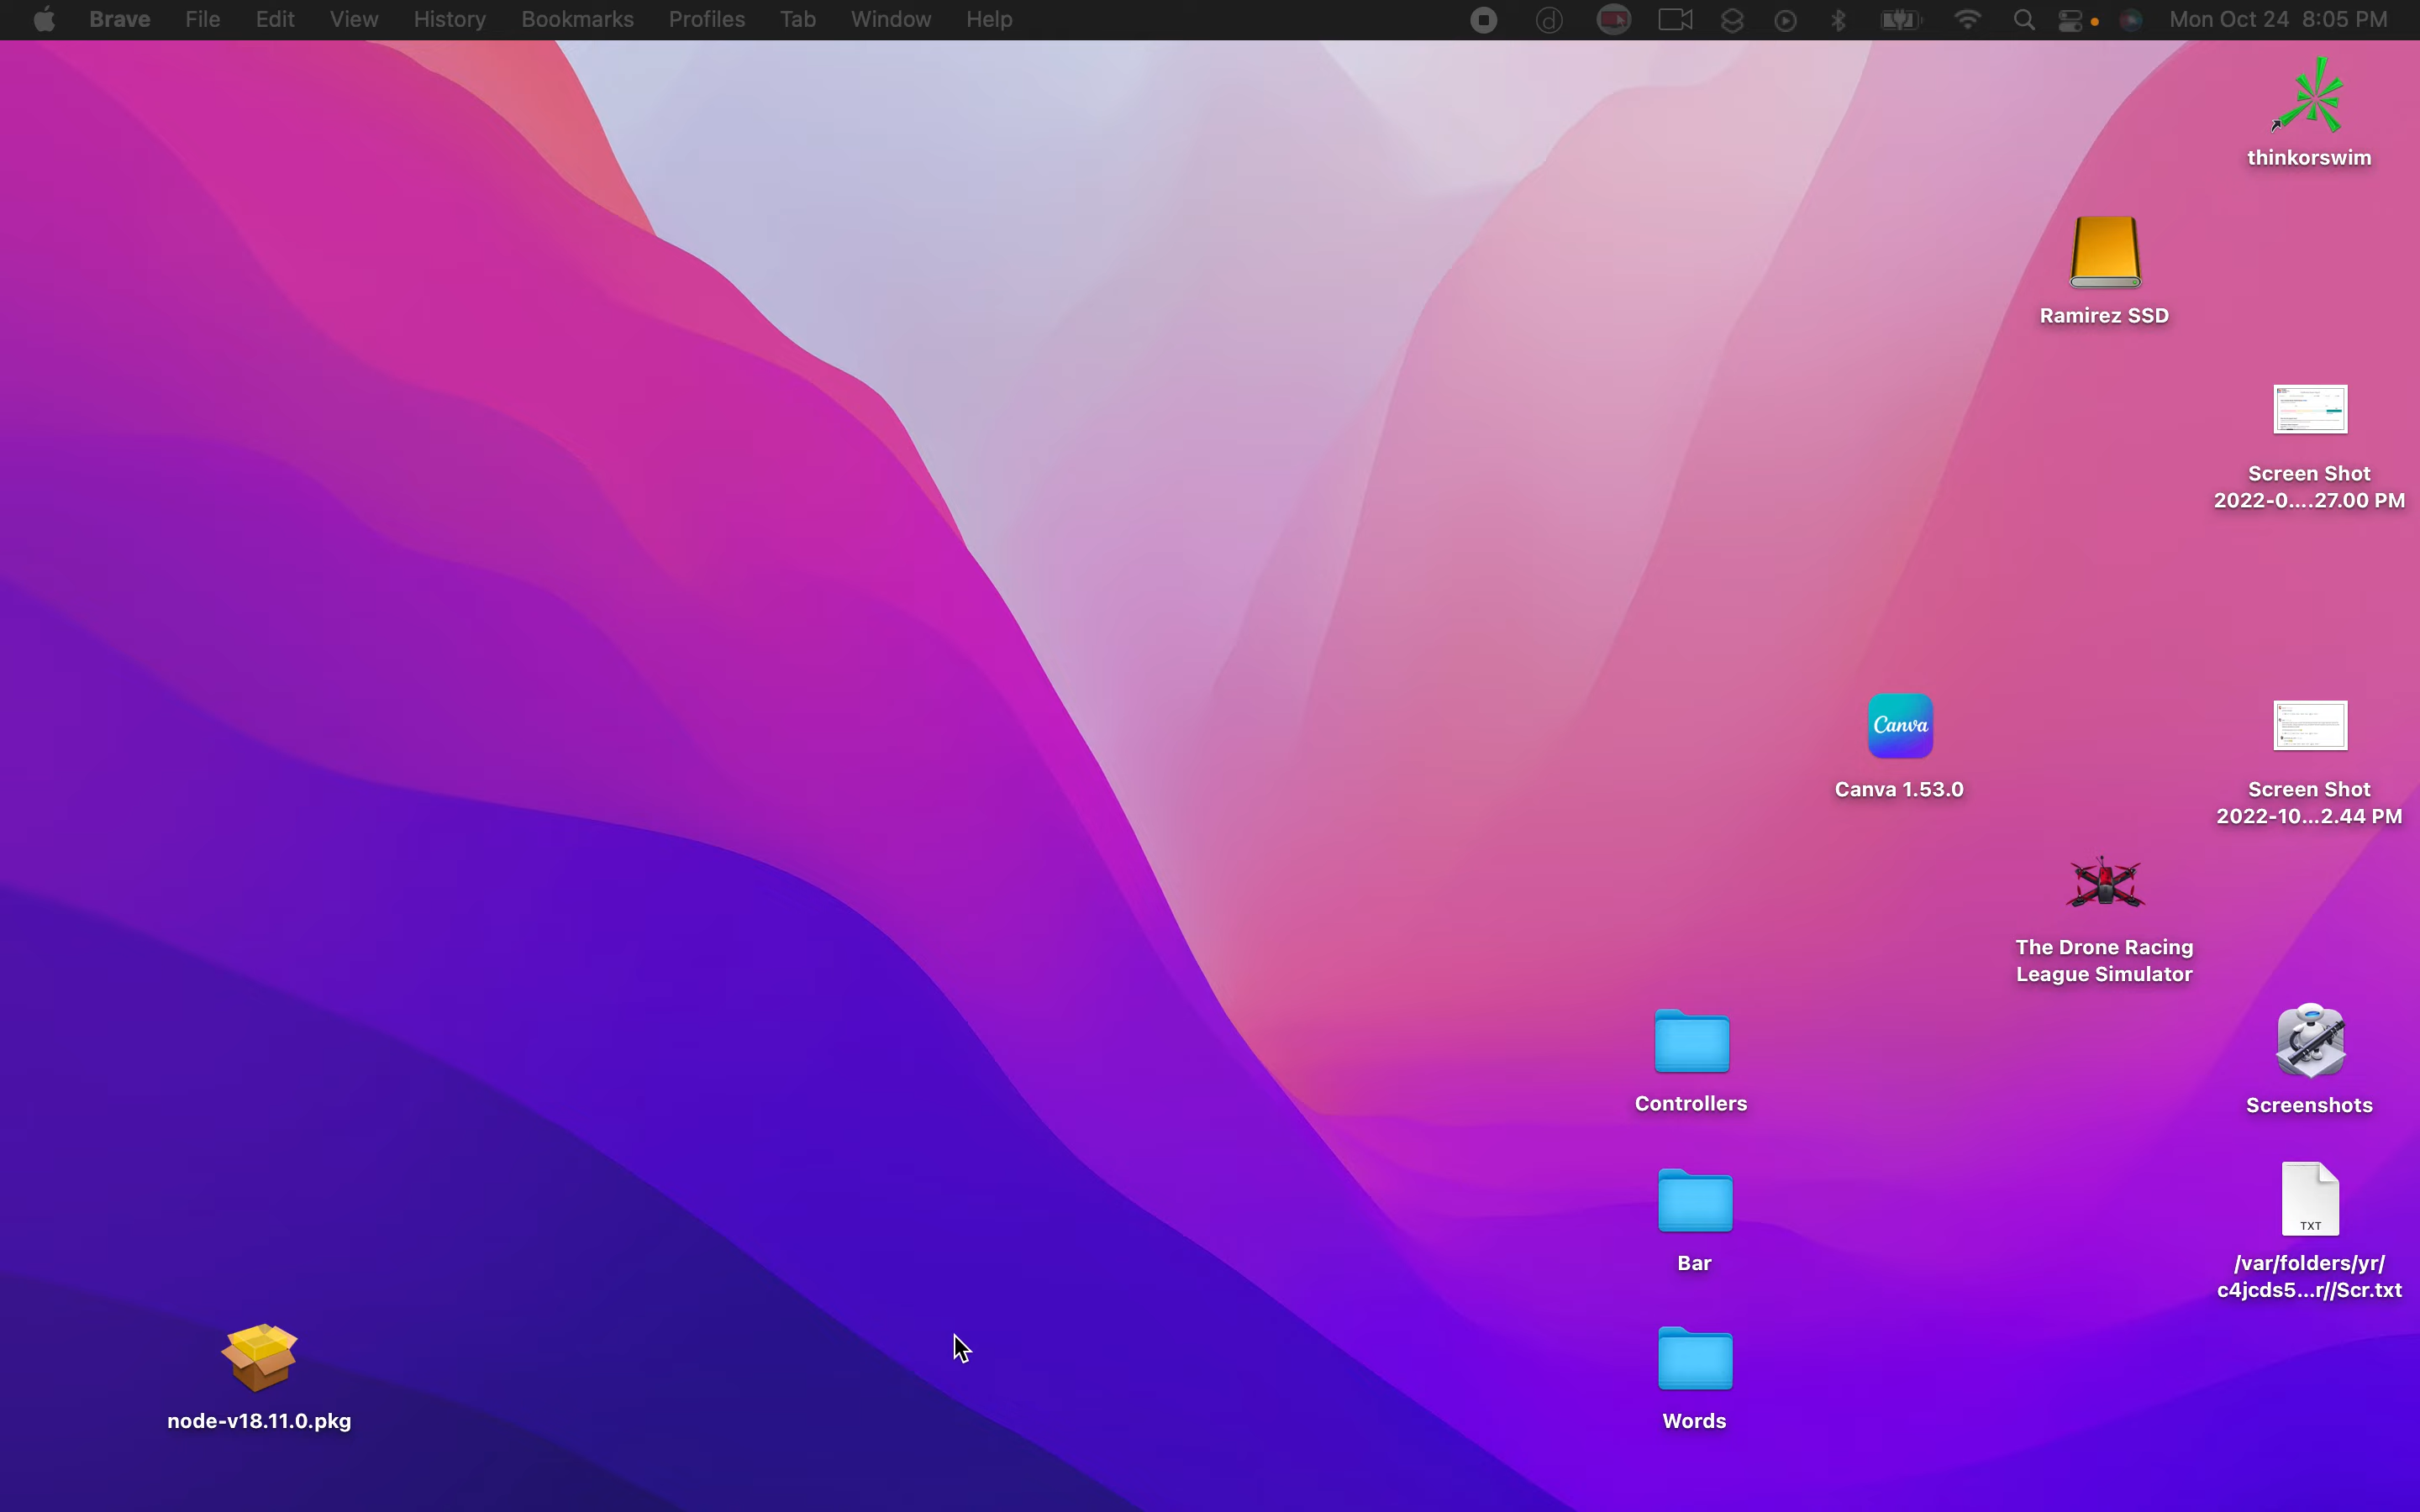 Brave File Edit View History Bookmarks Profiles Tab Window Help Mon Oct 24 8:05 PM
thinkorswim
Ramirez SSD
Screen Shot
2022-0....27.00 PM
Canva
Canva 1.53.0
Screen Shot
2022-10...2.44 PM
The Drone Racing
League Simulator
Controllers
Screenshots
Bar
TXT
/var/folders/yr/
c4jcds5...r//Scr.txt
node-v18.11.0.pkg
Words